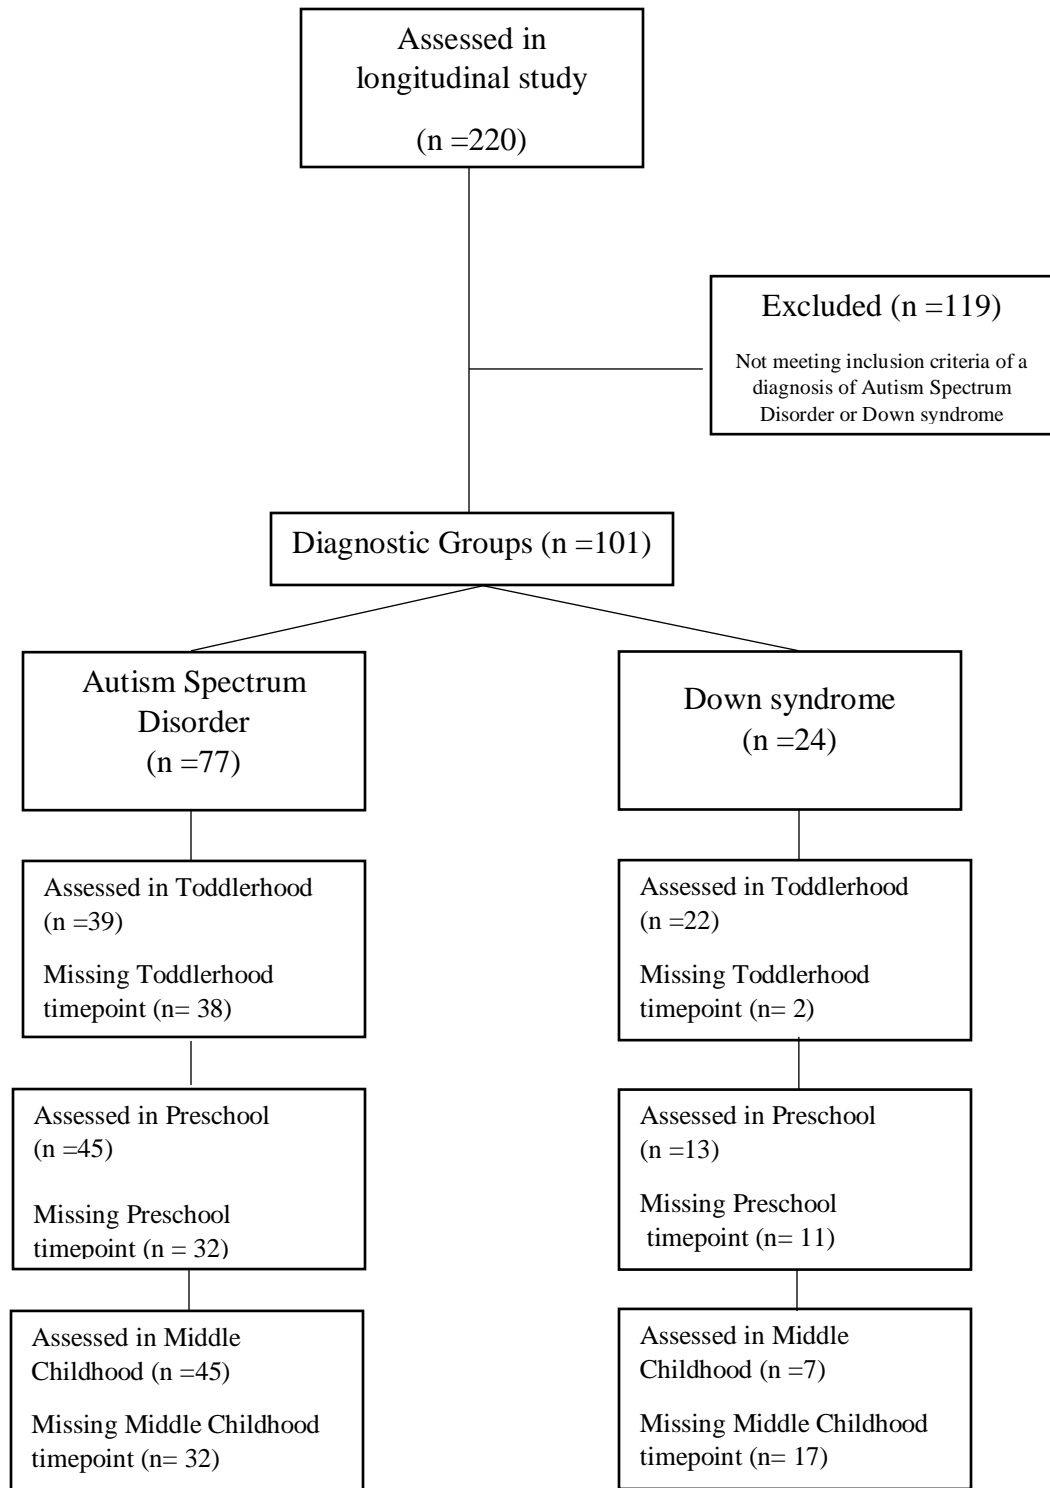 Assessed in
longitudinal study
(n =220)
Excluded (n =119)
Not meeting inclusion criteria of a
diagnosis of Autism Spectrum
Disorder or Down syndrome
Diagnostic Groups (n =101)
Autism Spectrum
Disorder
(n =77)
Down syndrome
(n =24)
Assessed in Toddlerhood
(n =39)
Missing Toddlerhood
timepoint (n= 38)
Assessed in Toddlerhood
(n =22)
Missing Toddlerhood
timepoint (n= 2)
Assessed in Preschool
(n =45)
Missing Preschool
timepoint (n = 32)
Assessed in Preschool
(n =13)
Missing Preschool
timepoint (n= 11)
Assessed in Middle
Childhood (n =45)
Missing Middle Childhood
timepoint (n= 32)
Assessed in Middle
Childhood (n =7)
Missing Middle Childhood
timepoint (n= 17)